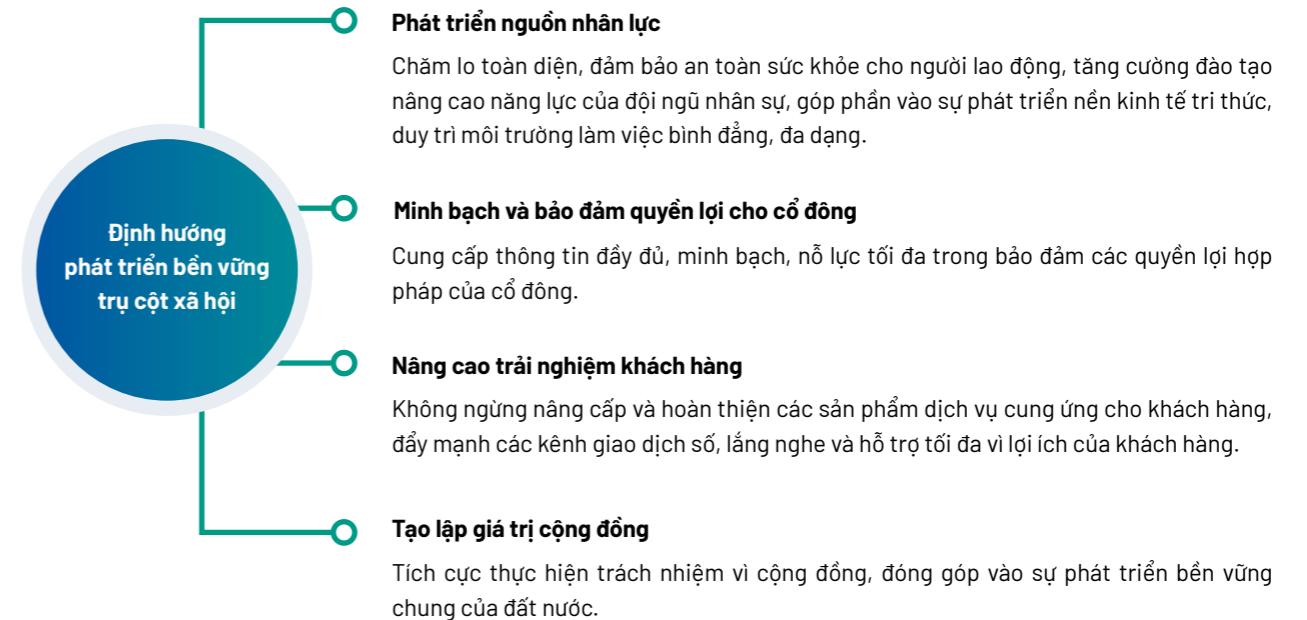 Định hướng
phát triển bền vững
trụ cột xã hội
Phát triển nguồn nhân lực
Chăm lo toàn diện, đảm bảo an toàn sức khỏe cho người lao động, tăng cường đào tạo
nâng cao năng lực của đội ngũ nhân sự, góp phần vào sự phát triển nền kinh tế tri thức,
duy trì môi trường làm việc bình đẳng, đa dạng.
Minh bạch và bảo đảm quyền lợi cho cổ đông
Cung cấp thông tin đầy đủ, minh bạch, nỗ lực tối đa trong bảo đảm các quyền lợi hợp
pháp của cổ đông.
Nâng cao trải nghiệm khách hàng
Không ngừng nâng cấp và hoàn thiện các sản phẩm dịch vụ cung ứng cho khách hàng,
đẩy mạnh các kênh giao dịch số, lắng nghe và hỗ trợ tối đa vì lợi ích của khách hàng.
Tạo lập giá trị cộng đồng
Tích cực thực hiện trách nhiệm vì cộng đồng, đóng góp vào sự phát triển bền vững
chung của đất nước.